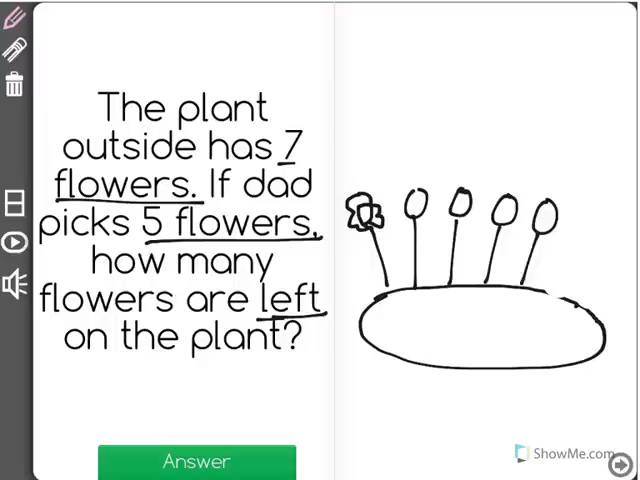 The plant
outside has 7
flowers. If dad
picks 5 flowers,
how many
flowers are left
on the plant?
Answer
ShowMe.com